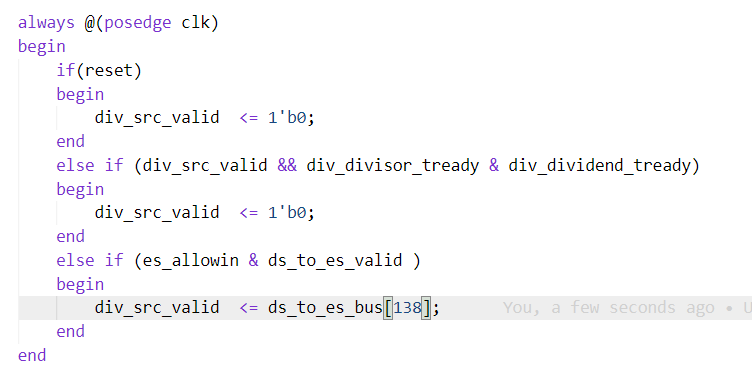 always @(posedge clk)
begin
    if(reset)
    begin
        div_src_valid  <= 1'b0;
    end
    else if (div_src_valid && div_divisor_tready & div_dividend_tready)
    begin
        div_src_valid  <= 1'b0;
    end
    else if (es_allowin & ds_to_es_valid )
    begin
        div_src_valid  <= ds_to_es_bus[138];      You, a few seconds ago •
    end
end